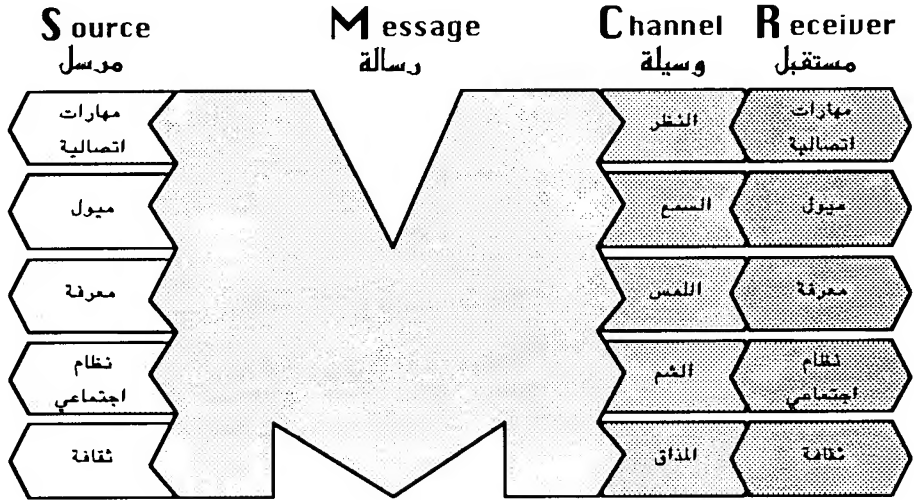 Source Message Channel Receiver
مرسل رسالة وسيلة مستقبل
مهارات
اتصالية
النظر
مهارات
اتصالية
ميول
السمع
ميول
معرفة
اللمس
معرفة
نظام
اجتماعي
الشم
نظام
اجتماعي
ثقافة
المذاق
ثقافة